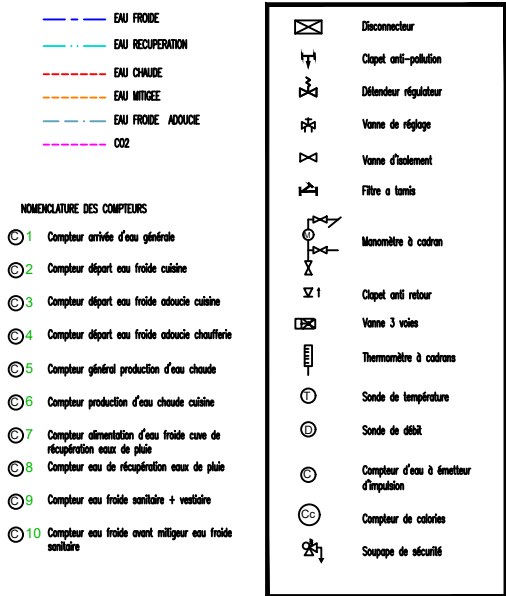 EAU FROIDE
EAU RECUPERATION
EAU CHAUDE
EAU MITIGEE
EAU FROIDE ADOUCIE
CO2
NOMENCLATURE DES COMPTEURS
C 1 Compteur arrivée d'eau générale
C 2 Compteur départ eau froide cuisine
C 3 Compteur départ eau froide adoucie cuisine
C 4 Compteur départ eau froide adoucie chaufferie
C 5 Compteur général production d'eau chaude
C 6 Compteur production d'eau chaude cuisine
C 7 Compteur alimentation d'eau froide cuve de
récupération eaux de pluie
C 8 Compteur eau de récupération eaux de pluie
C 9 Compteur eau froide sanitaire + vestiaire
C 10 Compteur eau froide avant mitigeur eau froide
sanitaire
Disconnecteur
Clapet anti-pollution
Détendeur régulateur
Vanne de réglage
Vanne d'isolement
Filtre a tamis
M Manomètre à cadran
Clapet anti retour
Vanne 3 voies
Thermomètre à cadrans
T Sonde de température
D Sonde de débit
C Compteur d'eau à émetteur
d'impulsion
Cc Compteur de calories
Soupape de sécurité